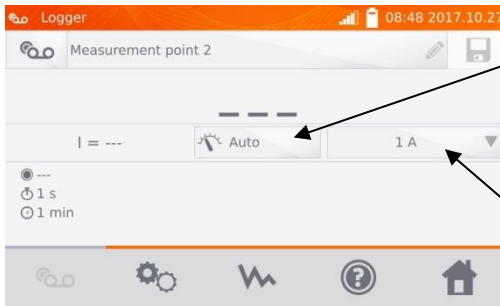 Logger 08:48 2017.10.27
Measurement point 2
---
I = --- Auto 1 A
---
1 s
1 min
?